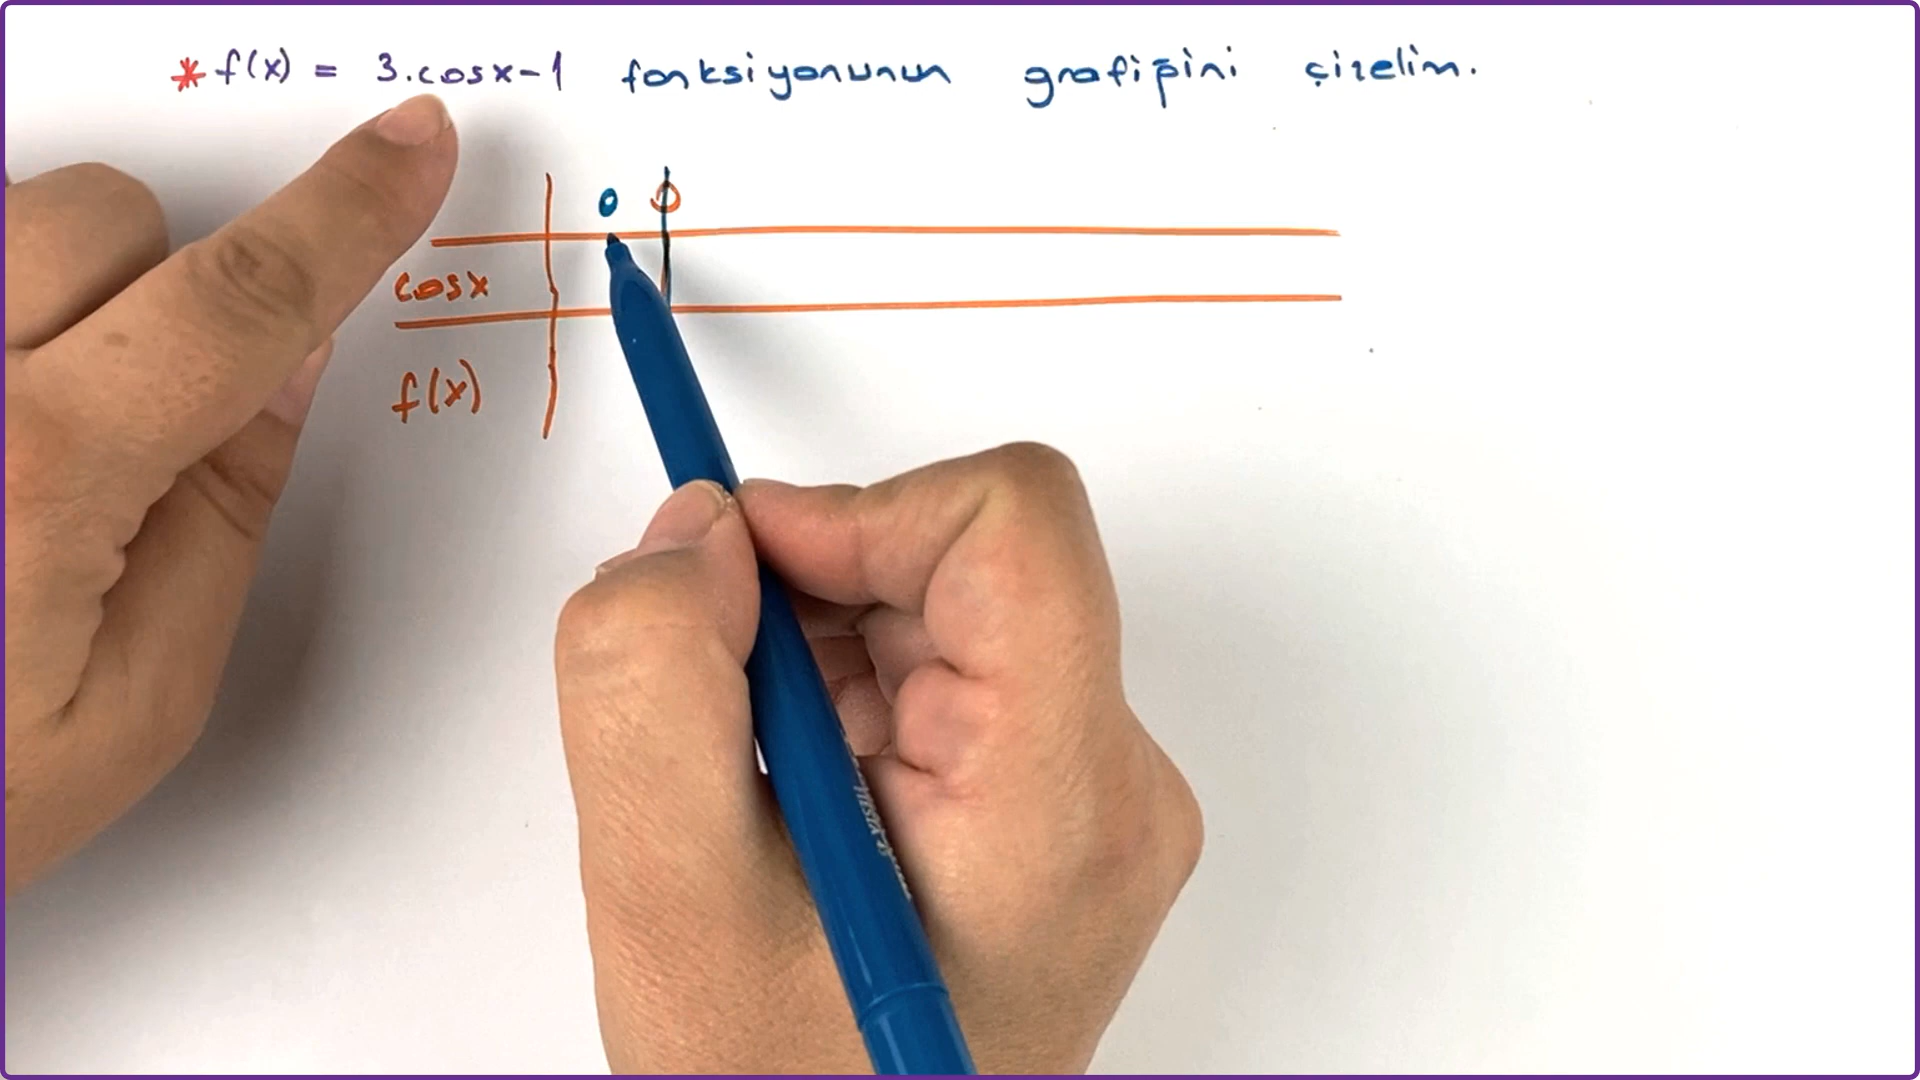 * f(x) = 3.cosx-1 fonksiyonunun grafiğini çizelim.
0 0
cosx
f(x)